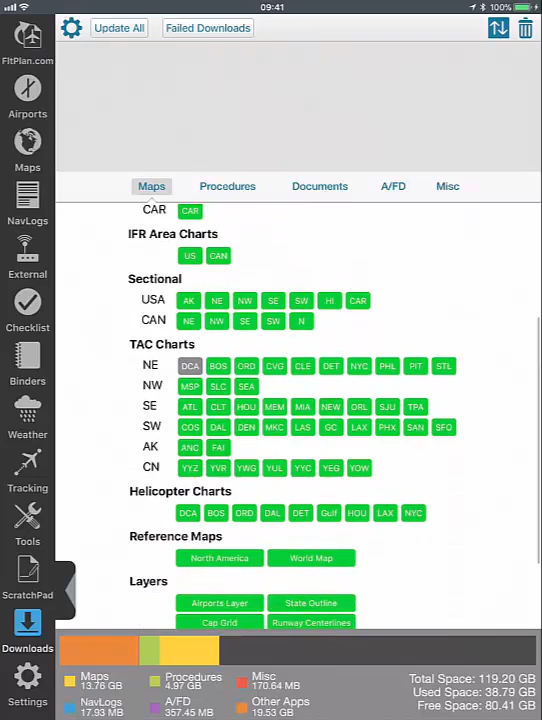 09:41
100%
Update All
Failed Downloads
FltPlan.com
Airports
Maps
NavLogs
External
Checklist
Binders
Weather
Tracking
Tools
ScratchPad
Downloads
Settings
Maps Procedures Documents A/FD Misc
CAR CAR
IFR Area Charts
US CAN
Sectional
USA AK NE NW SE SW HI CAR
CAN NE NW SE SW N
TAC Charts
NE DCA BOS ORD CVG CLE DET NYC PHL PIT STL
NW MSP SLC SEA
SE ATL CLT HOU MEM MIA NEW ORL SJU TPA
SW COS DAL DEN MKC LAS GC LAX PHX SAN SFO
AK ANC FAI
CN YYZ YVR YWG YUL YYC YEG YOW
Helicopter Charts
DCA BOS ORD DAL DET Gulf HOU LAX NYC
Reference Maps
North America World Map
Layers
Airports Layer State Outline
Cap Grid Runway Centerlines
Maps
13.76 GB
Procedures
4.97 GB
Misc
170.64 MB
NavLogs
17.93 MB
A/FD
357.45 MB
Other Apps
19.53 GB
Total Space: 119.20 GB
Used Space: 38.79 GB
Free Space: 80.41 GB